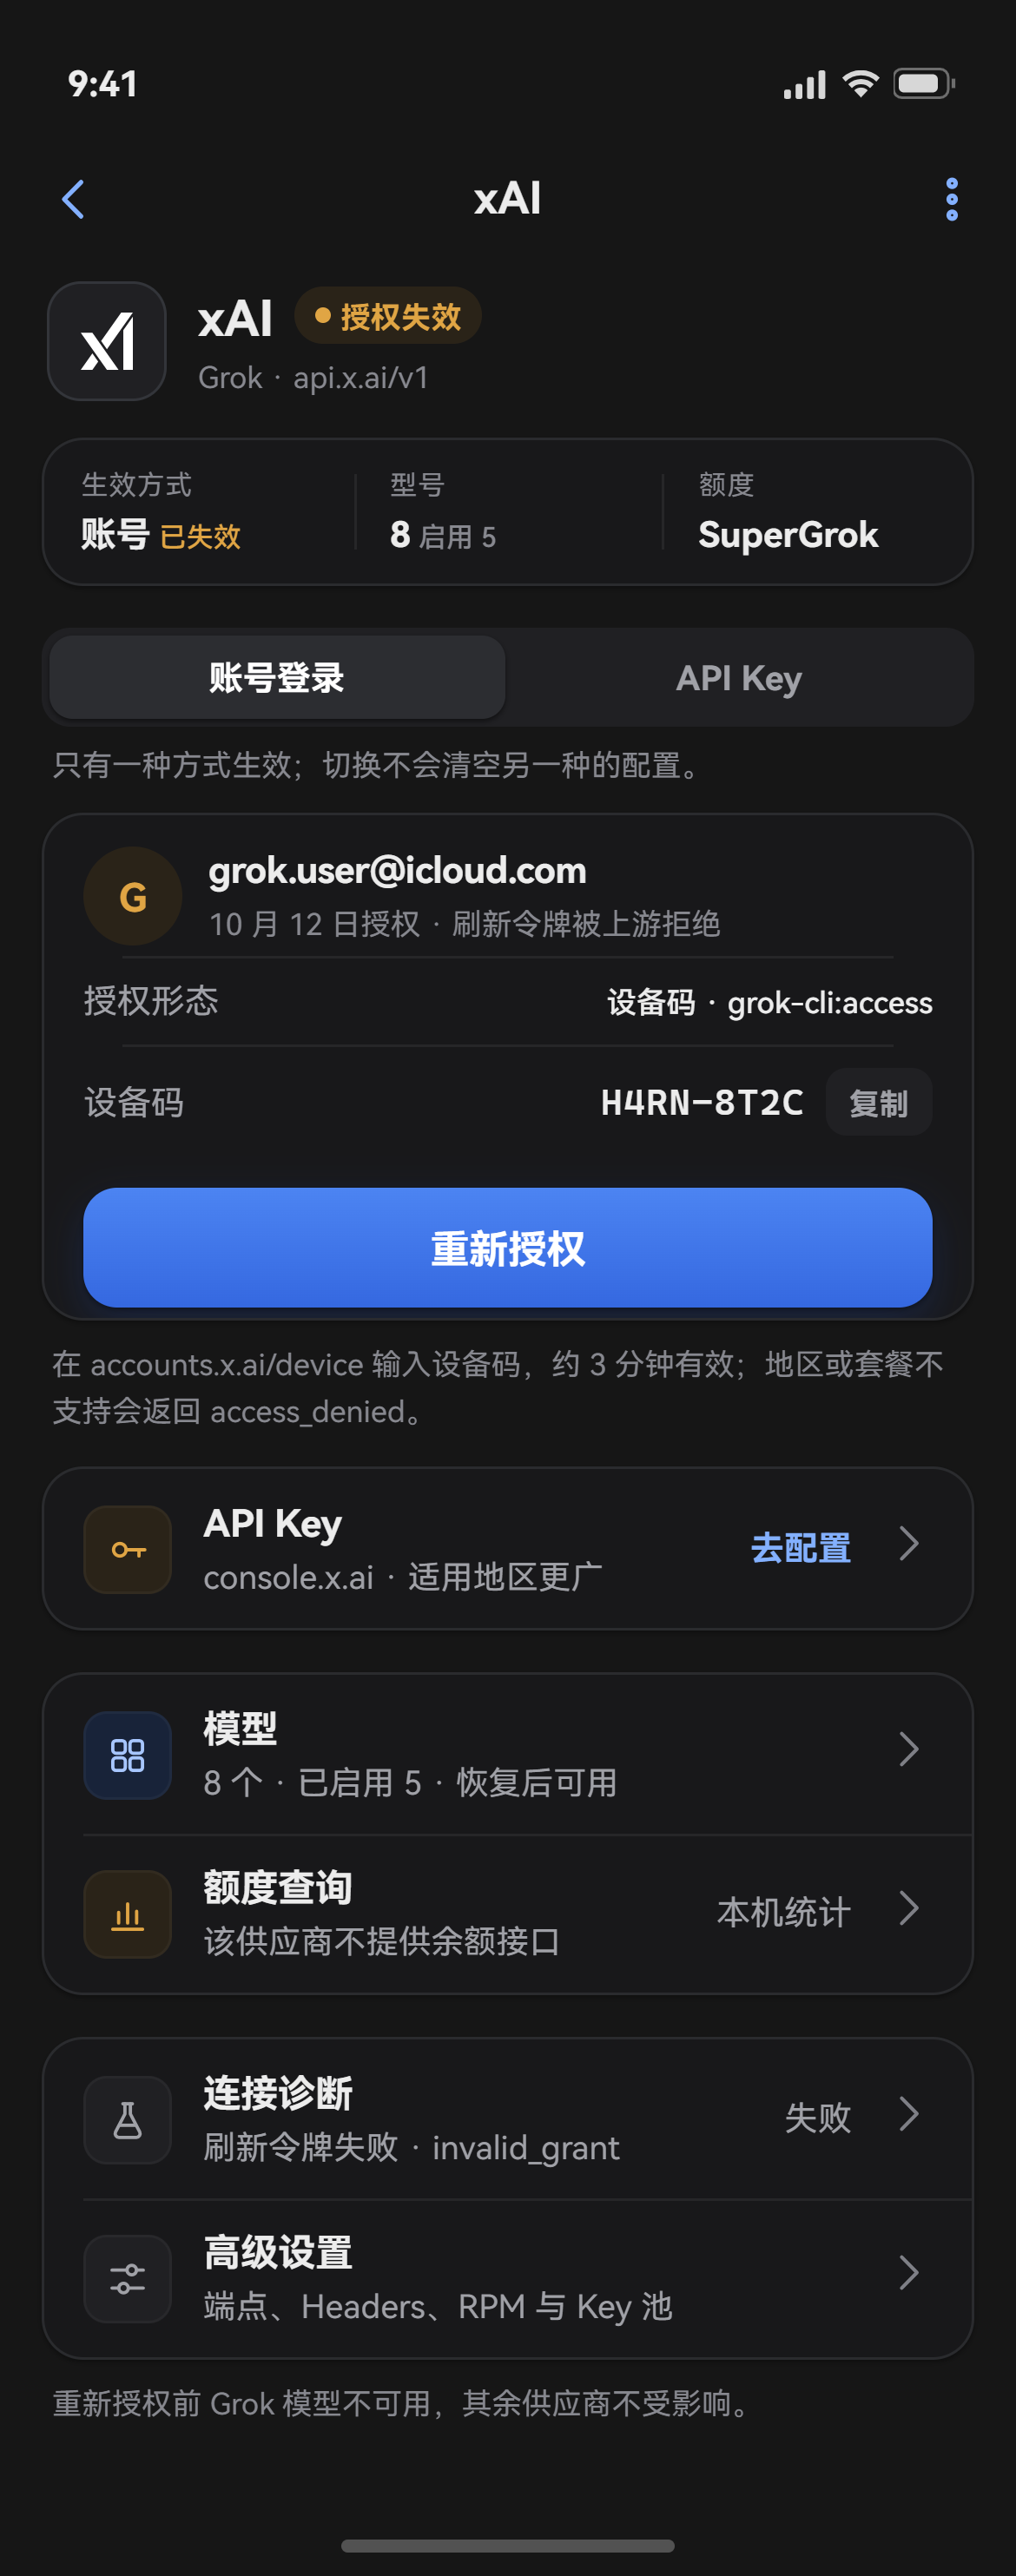 9:41
xAI
xAI 授权失效
Grok · api.x.ai/v1
生效方式 型号 额度
账号 已失效 8 启用 5 SuperGrok
账号登录 API Key
只有一种方式生效；切换不会清空另一种的配置。
G grok.user@icloud.com
10 月 12 日授权 · 刷新令牌被上游拒绝
授权形态 设备码 · grok-cli:access
设备码 H4RN-8T2C 复制
重新授权
在 accounts.x.ai/device 输入设备码，约 3 分钟有效；地区或套餐不
支持会返回 access_denied。
API Key
console.x.ai · 适用地区更广
去配置
模型
8 个 · 已启用 5 · 恢复后可用
额度查询
该供应商不提供余额接口
本机统计
连接诊断
刷新令牌失败 · invalid_grant
失败
高级设置
端点、Headers、RPM 与 Key 池
重新授权前 Grok 模型不可用，其余供应商不受影响。